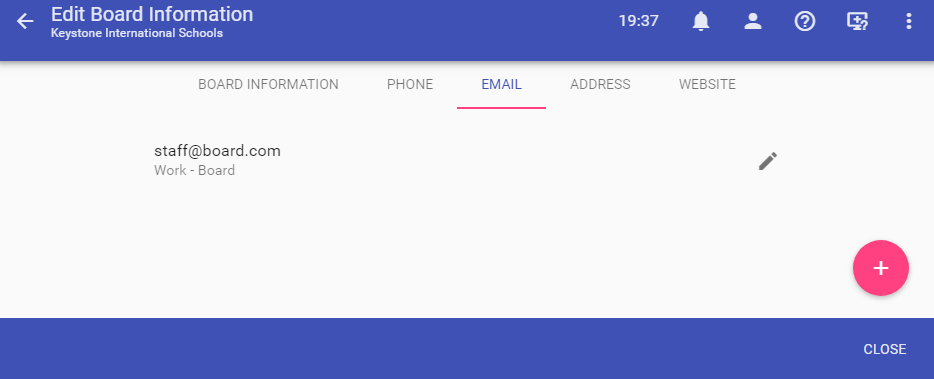 Edit Board Information
Keystone International Schools
19:37
BOARD INFORMATION PHONE EMAIL ADDRESS WEBSITE
staff@board.com
Work - Board
CLOSE